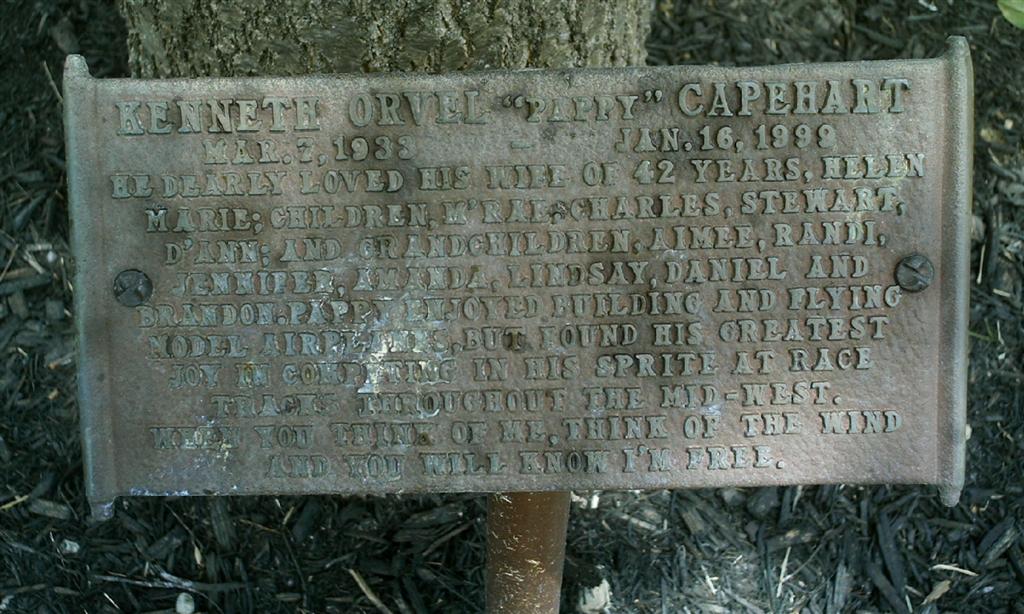 KENNETH ORVEL "PAPPY" CAPEHART
MAR. 7, 1933 – JAN. 16, 1999
HE DEARLY LOVED HIS WIFE OF 42 YEARS, HELEN
MARIE; CHILDREN, M'RAE, CHARLES, STEWART,
D'ANN; AND GRANDCHILDREN, AIMEE, RANDI,
JENNIFER, AMANDA, LINDSAY, DANIEL AND
BRANDON. PAPPY ENJOYED BUILDING AND FLYING
MODEL AIRPLANES, BUT FOUND HIS GREATEST
JOY IN COMPETING IN HIS SPRITE AT RACE
TRACKS THROUGHOUT THE MID-WEST.
WHEN YOU THINK OF ME, THINK OF THE WIND
AND YOU WILL KNOW I'M FREE.